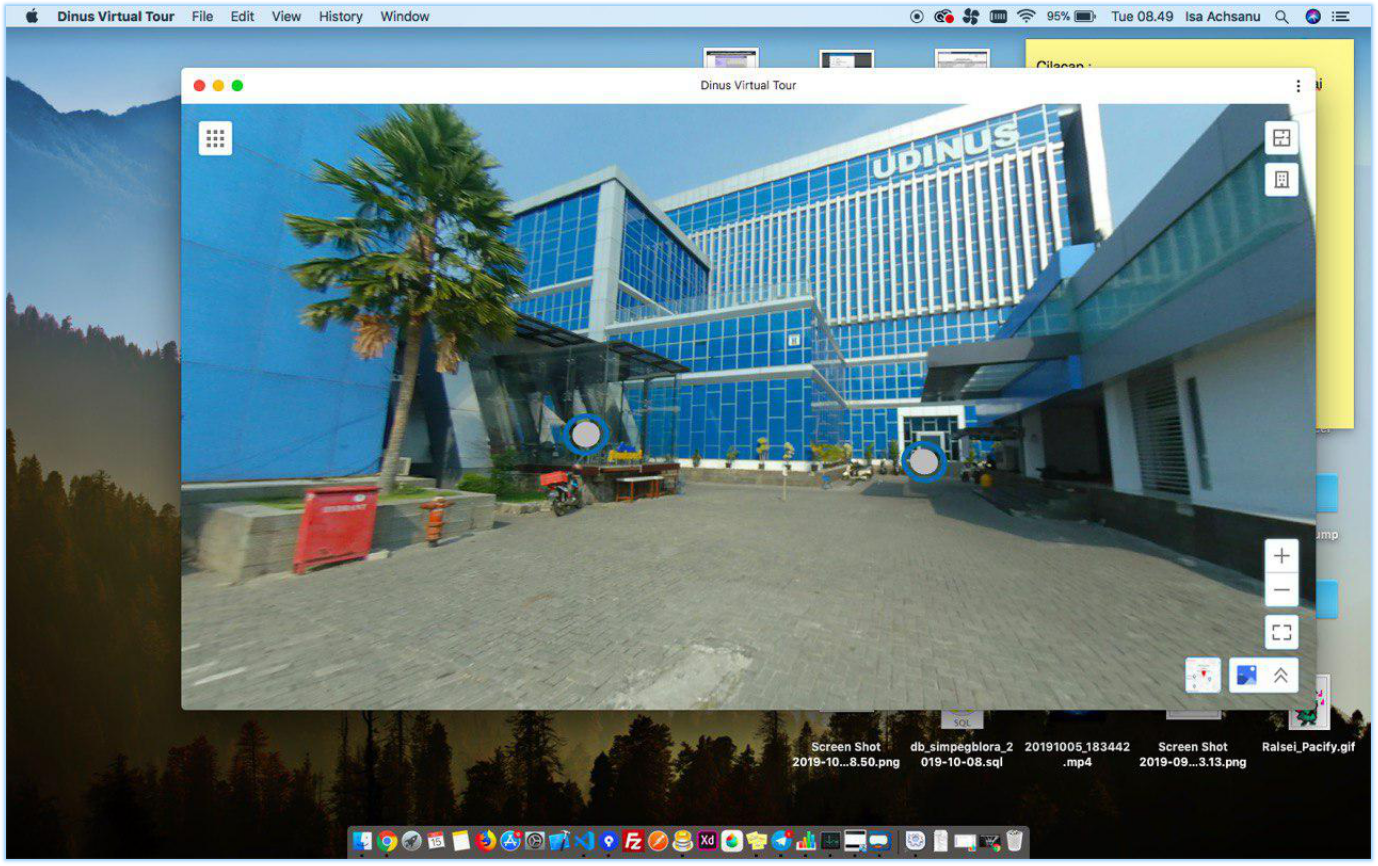 Dinus Virtual Tour File Edit View History Window 95% Tue 08.49 Isa Achsanu
Cilacap :
Dinus Virtual Tour
UDINUS
HYDRANT
SQL
ump
Screen Shot
2019-10...8.50.png
db_simpegblora_2
019-10-08.sql
20191005_183442
.mp4
Screen Shot
2019-09...3.13.png
Ralsei_Pacify.gif
15
Fz
Xd